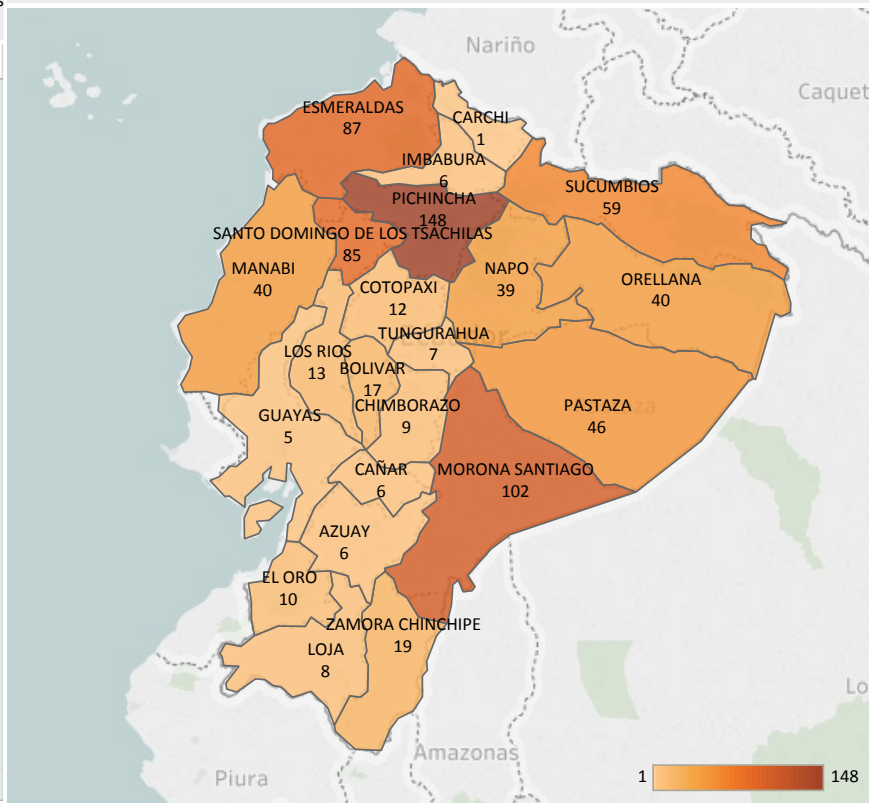 s
Nariño
Caquet
ESMERALDAS
87
CARCHI
1
IMBABURA
6
SUCUMBIOS
59
PICHINCHA
148
SANTO DOMINGO DE LOS TSACHILAS
85
MANABI
40
NAPO
39
ORELLANA
40
COTOPAXI
12
TUNGURAHUA
7
LOS RIOS
13
BOLIVAR
17
CHIMBORAZO
9
GUAYAS
5
PASTAZA
46
CAÑAR
6
MORONA SANTIAGO
102
AZUAY
6
EL ORO
10
ZAMORA CHINCHIPE
19
LOJA
8
Lo
Amazonas
Piura
1
148